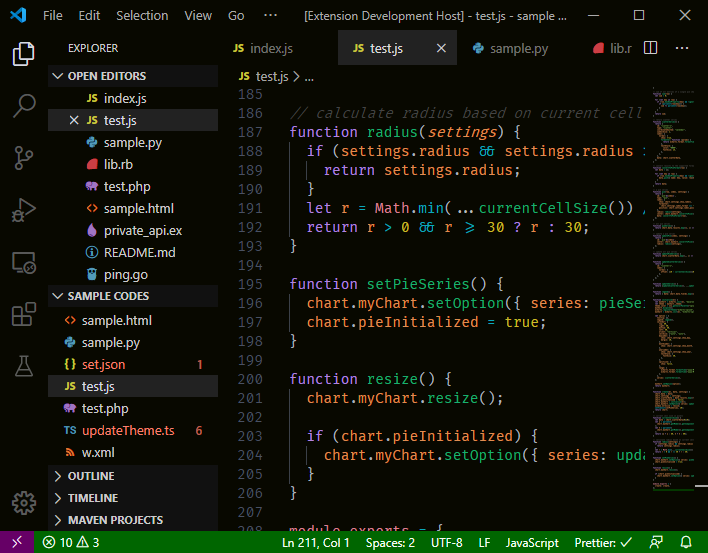 File Edit Selection View Go ··· [Extension Development Host] - test.js - sample ...
EXPLORER
JS index.js
JS test.js
sample.py
lib.r
···
JS test.js > ...
OPEN EDITORS
JS index.js
JS test.js
sample.py
lib.rb
test.php
<> sample.html
private_api.ex
README.md
ping.go
SAMPLE CODES
<> sample.html
sample.py
{} set.json 1
JS test.js
test.php
TS updateTheme.ts 6
w.xml
OUTLINE
TIMELINE
MAVEN PROJECTS
185
186 // calculate radius based on current cell
187 function radius(settings) {
188 if (settings.radius && settings.radius
189 return settings.radius;
190 }
191 let r = Math.min(...currentCellSize()) /
192 return r > 0 && r >= 30 ? r : 30;
193 }
194
195 function setPieSeries() {
196 chart.myChart.setOption({ series: pieSe
197 chart.pieInitialized = true;
198 }
199
200 function resize() {
201 chart.myChart.resize();
202
203 if (chart.pieInitialized) {
204 chart.myChart.setOption({ series: upda
205 }
206 }
207
208 module.exports = {
10 3 Ln 211, Col 1 Spaces: 2 UTF-8 LF JavaScript Prettier: ✓